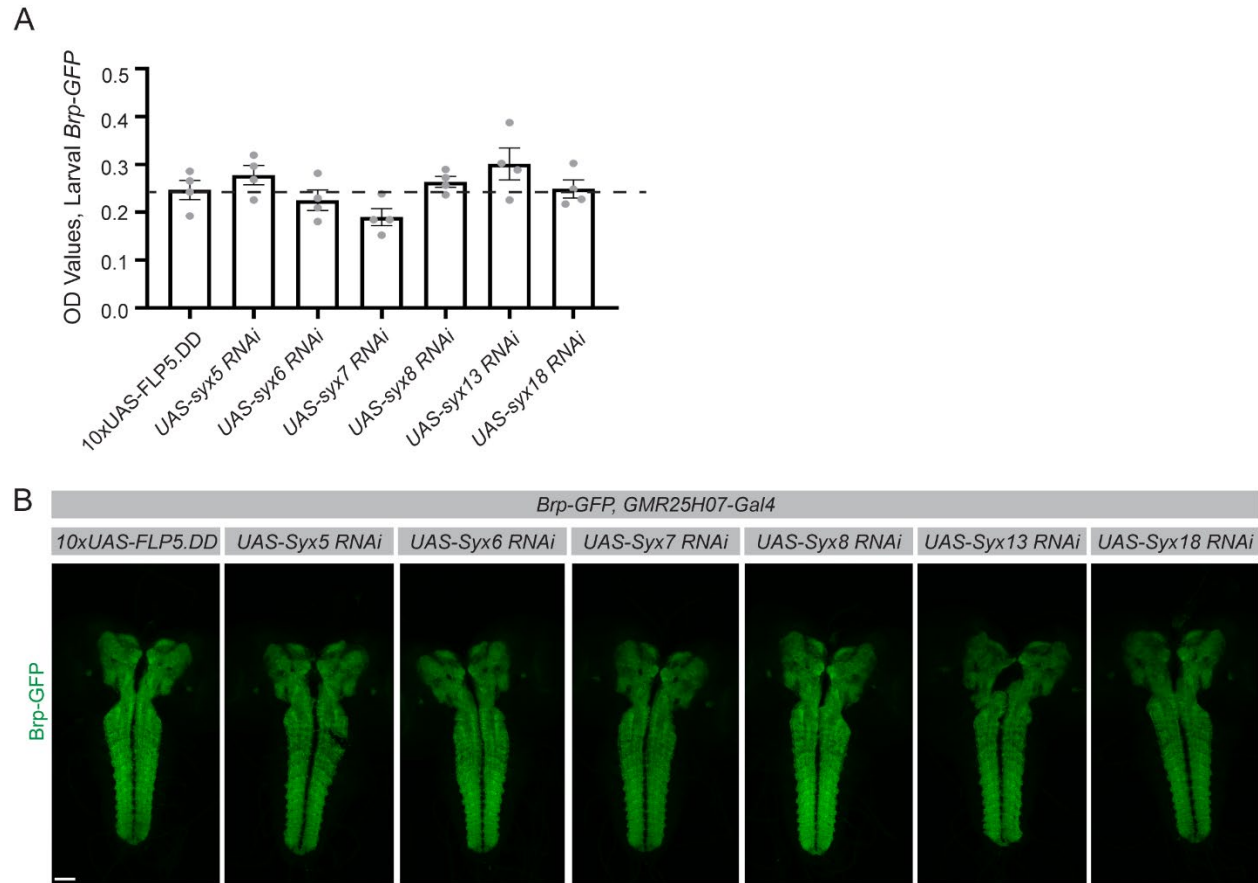 A
OD Values, Larval Brp-GFP
0.5
0.4
0.3
0.2
0.1
0.0
10xUAS-FLP5.DD
UAS-syx5 RNAi
UAS-syx6 RNAi
UAS-syx7 RNAi
UAS-syx8 RNAi
UAS-syx13 RNAi
UAS-syx18 RNAi
B
Brp-GFP, GMR25H07-Gal4
10xUAS-FLP5.DD
UAS-Syx5 RNAi
UAS-Syx6 RNAi
UAS-Syx7 RNAi
UAS-Syx8 RNAi
UAS-Syx13 RNAi
UAS-Syx18 RNAi
Brp-GFP